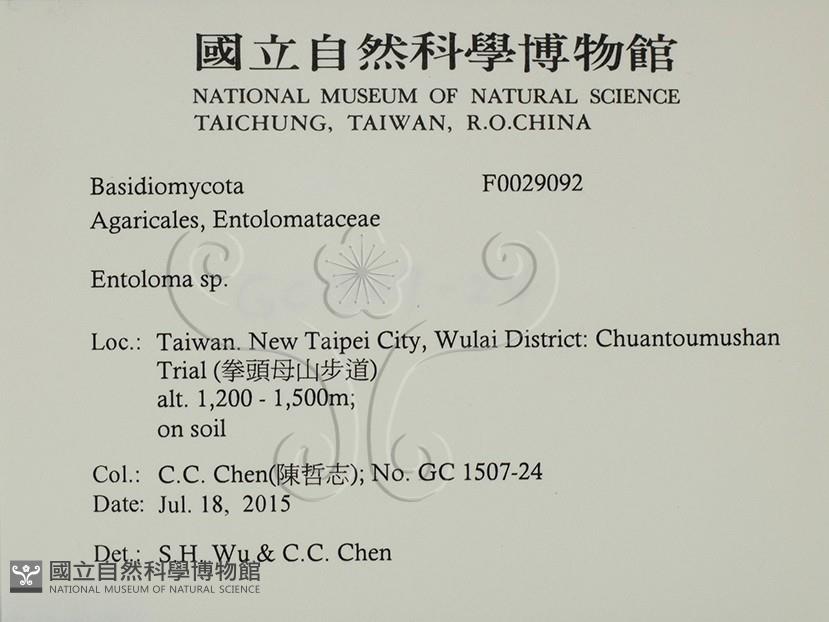 國立自然科學博物館
NATIONAL MUSEUM OF NATURAL SCIENCE
TAICHUNG, TAIWAN, R.O.CHINA
Basidiomycota F0029092
Agaricales, Entolomataceae
Entoloma sp.
Loc.: Taiwan. New Taipei City, Wulai District: Chuantoumushan
Trial (拳頭母山步道)
alt. 1,200 - 1,500m;
on soil
Col.: C.C. Chen(陳哲志); No. GC 1507-24
Date: Jul. 18, 2015
Det.: S.H. Wu & C.C. Chen
國立自然科學博物館
NATIONAL MUSEUM OF NATURAL SCIENCE